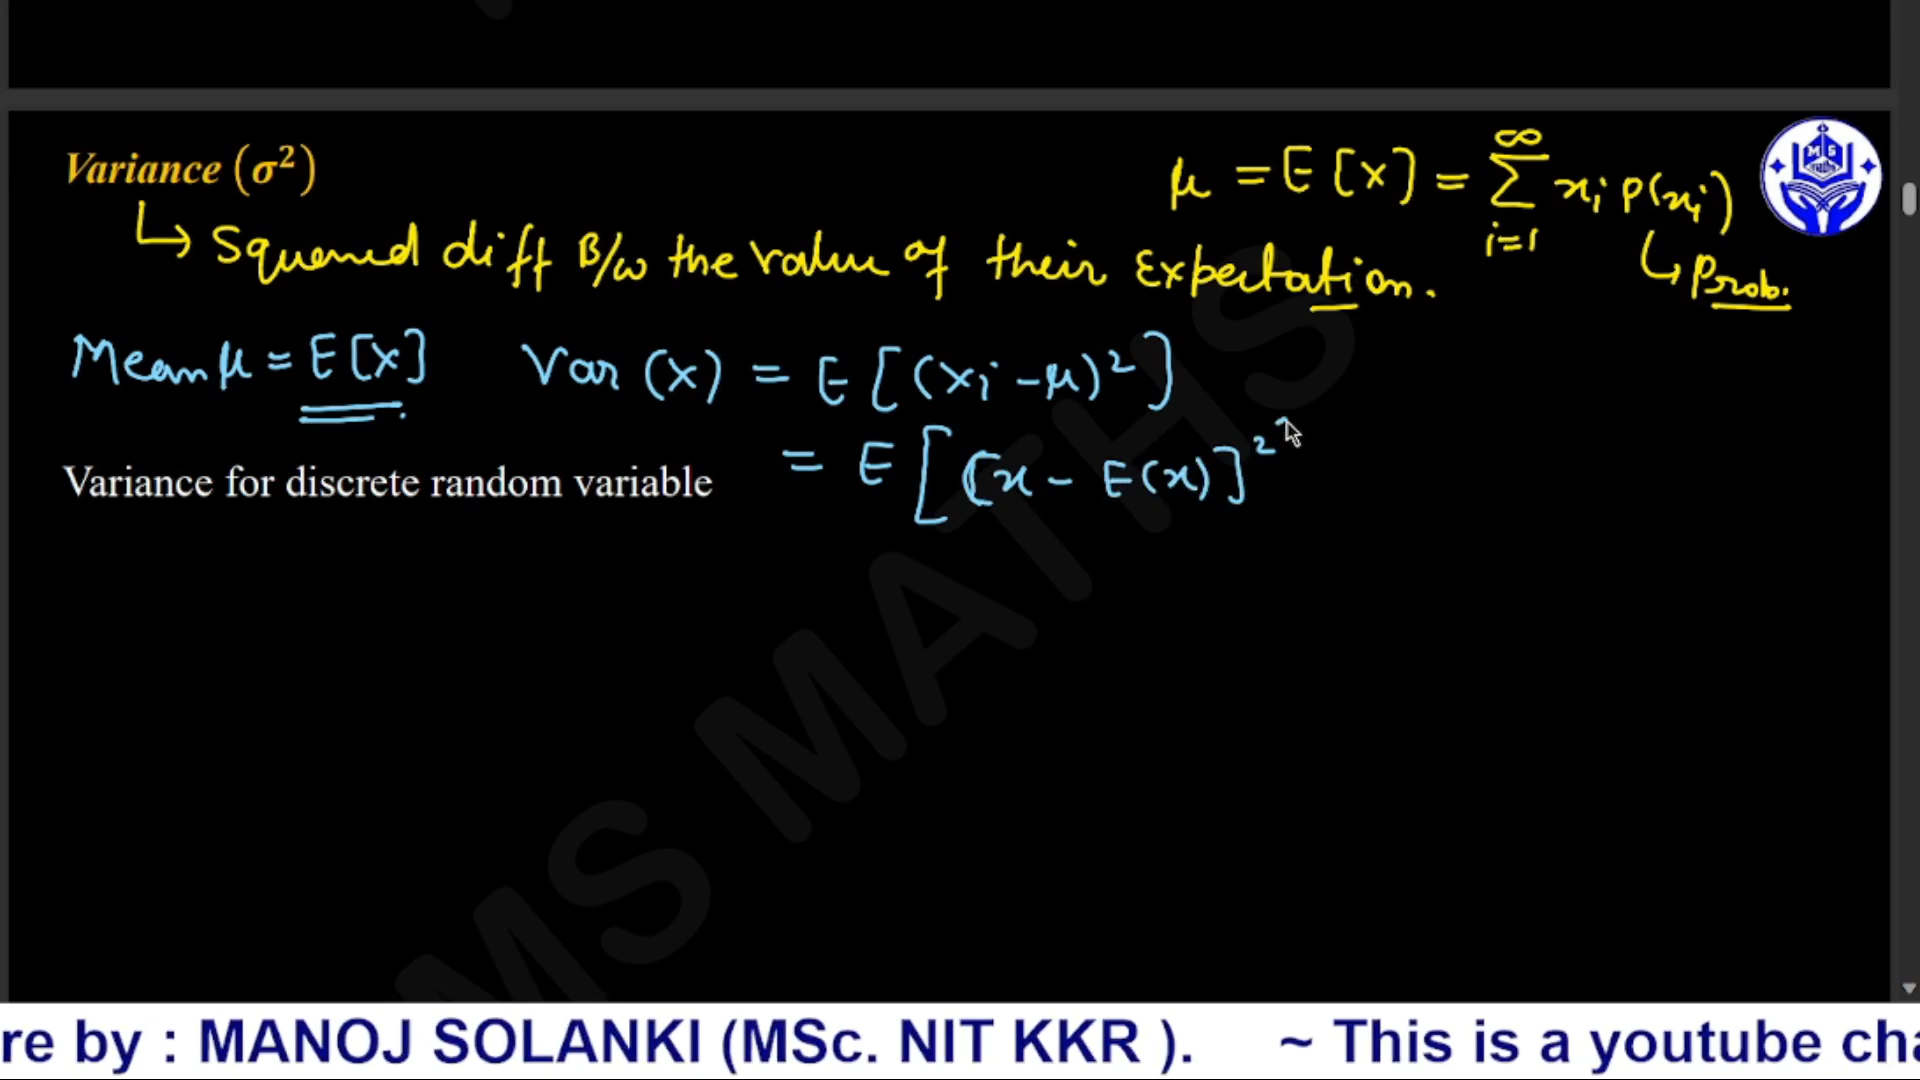 Variance (σ²)
μ = E[X] = ∑_{i=1}^{∞} xᵢ P(xᵢ)
↳ Prob.
↳ Squared diff B/w the value of their Expectation.
Mean μ = E[X]
Var (X) = E[(Xᵢ - μ)²]
= E[[x - E(x)]²
Variance for discrete random variable
MS MATHS
re by : MANOJ SOLANKI (MSc. NIT KKR ). ~ This is a youtube cha